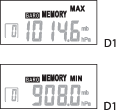 BARO MEMORY MAX
1014.6 mb
hPa
D1
BARO MEMORY MIN
908.0 mb
hPa
D1